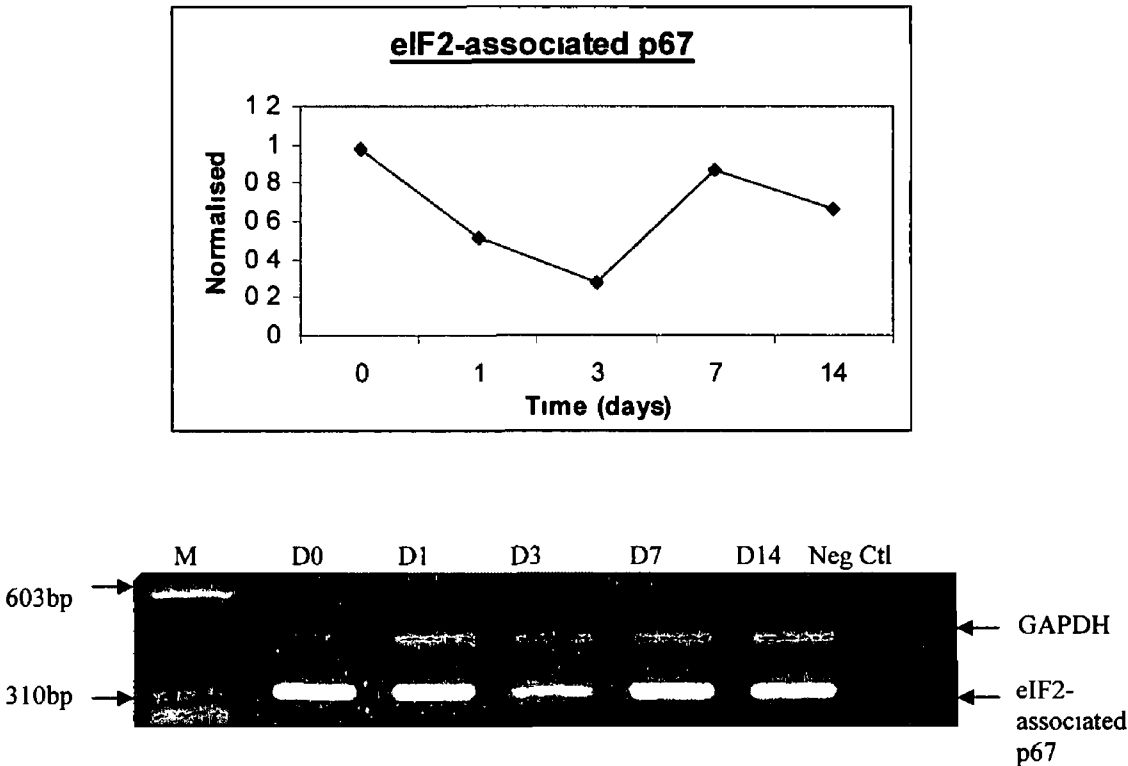 eIF2-associated p67
1 2
1
0 8
0 6
0 4
0 2
0
Normalised
0 1 3 7 14
Time (days)
M D0 D1 D3 D7 D14 Neg Ctl
603bp
GAPDH
310bp
eIF2-
associated
p67